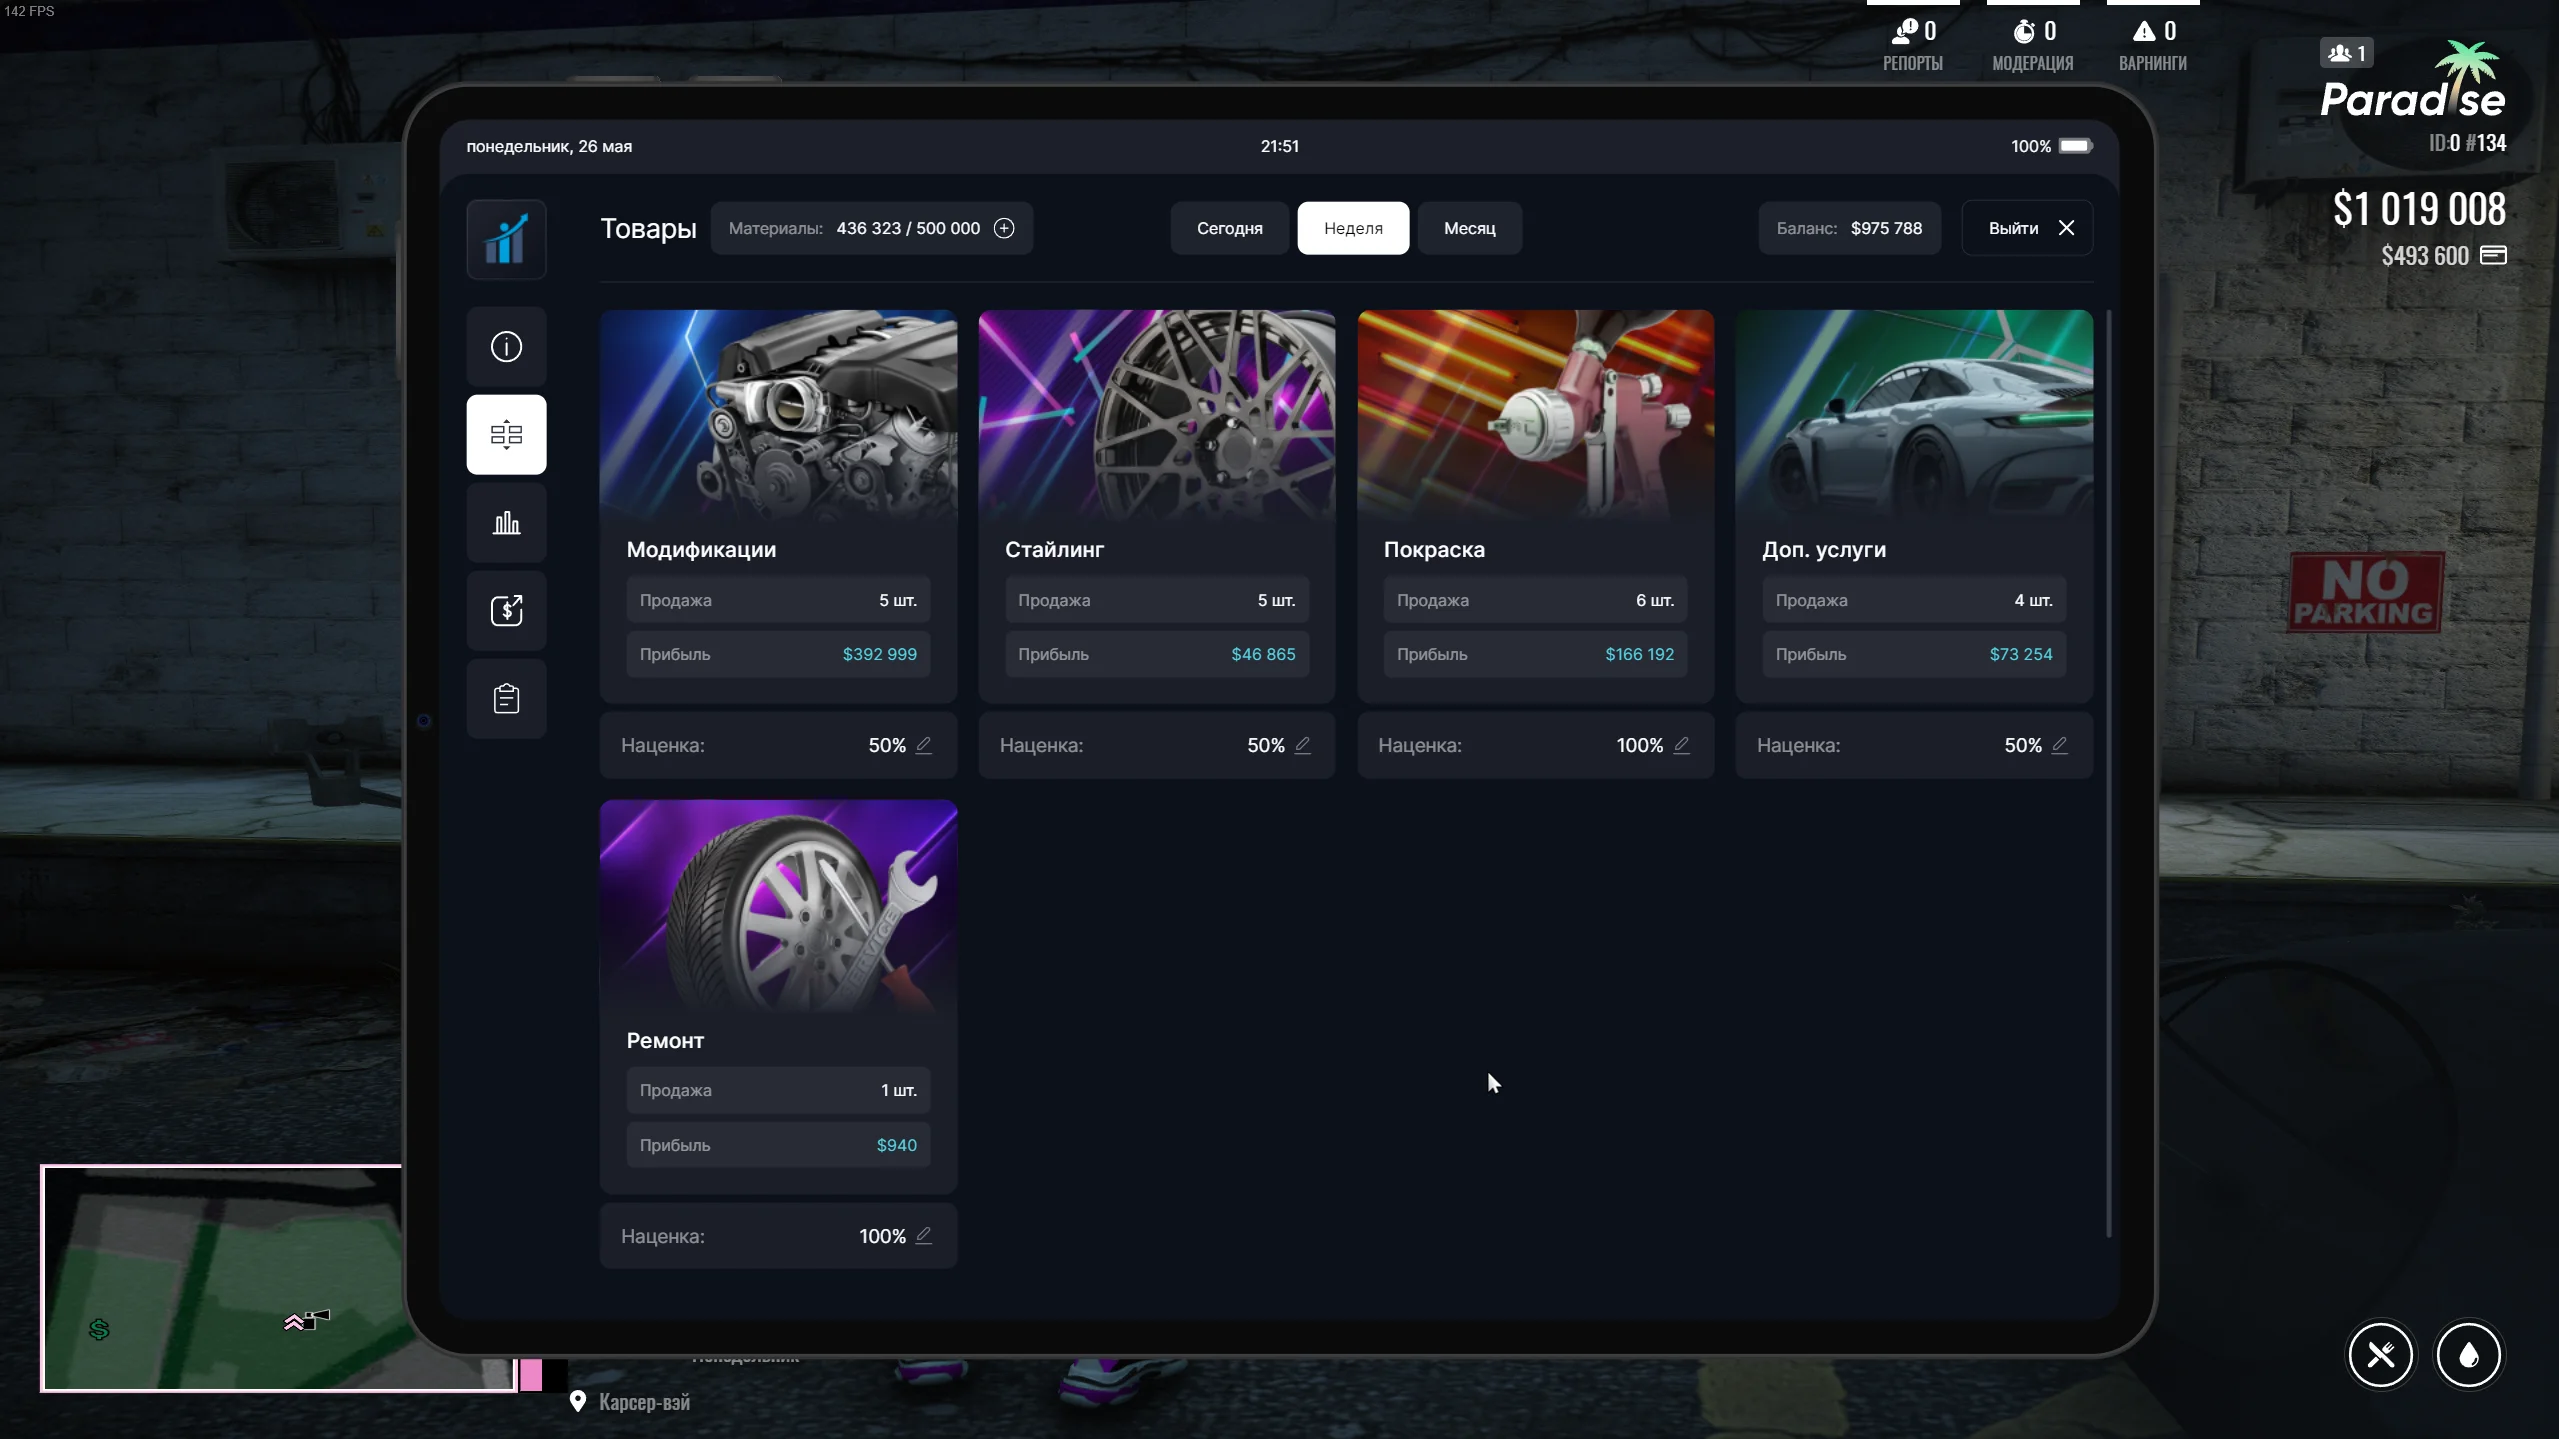 142 FPS
0
РЕПОРТЫ
0
МОДЕРАЦИЯ
0
ВАРНИНГИ
1
Paradise
ID:0 #134
$1 019 008
$493 600
понедельник, 26 мая
21:51
100%
Товары
Материалы: 436 323 / 500 000
Сегодня
Неделя
Месяц
Баланс: $975 788
Выйти
Модификации
Продажа 5 шт.
Прибыль $392 999
Наценка: 50%
Стайлинг
Продажа 5 шт.
Прибыль $46 865
Наценка: 50%
Покраска
Продажа 6 шт.
Прибыль $166 192
Наценка: 100%
Доп. услуги
Продажа 4 шт.
Прибыль $73 254
Наценка: 50%
SERVICE
Ремонт
Продажа 1 шт.
Прибыль $940
Наценка: 100%
NO
PARKING
$
Карсер-вэй